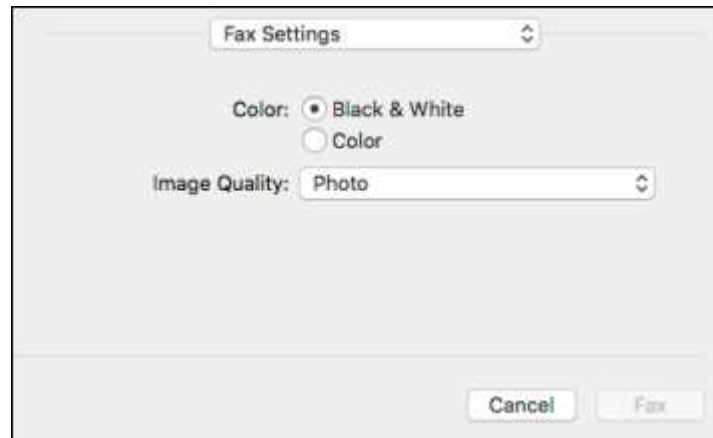 Fax Settings
Color: Black & White
Color
Image Quality: Photo
Cancel Fax